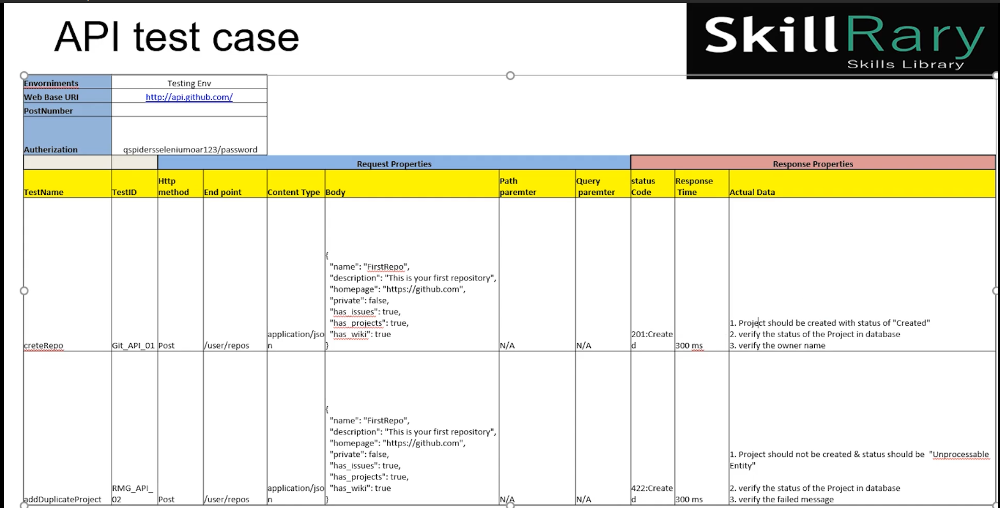 API test case
SkillRary
Skills Library
Envorniments
Testing Env
Web Base URI
http://api.github.com/
PostNumber
Autherization
qspidersseleniumoar123/password
Request Properties
Response Properties
TestName
TestID
Http
method
End point
Content Type
Body
Path
paremter
Query
paremter
status
Code
Response
Time
Actual Data
creteRepo
Git_API_01
Post
/user/repos
application/jso
n
{
"name": "FirstRepo",
"description": "This is your first repository",
"homepage": "https://github.com",
"private": false,
"has_issues": true,
"has_projects": true,
"has_wiki": true
}
N/A
N/A
201:Create
d
300 ms
1. Project should be created with status of "Created"
2. verify the status of the Project in database
3. verify the owner name
addDuplicateProject
RMG_API_
02
Post
/user/repos
application/jso
n
{
"name": "FirstRepo",
"description": "This is your first repository",
"homepage": "https://github.com",
"private": false,
"has_issues": true,
"has_projects": true,
"has_wiki": true
}
N/A
N/A
422:Create
d
300 ms
1. Project should not be created & status should be "Unprocessable
Entity"
2. verify the status of the Project in database
3. verify the failed message